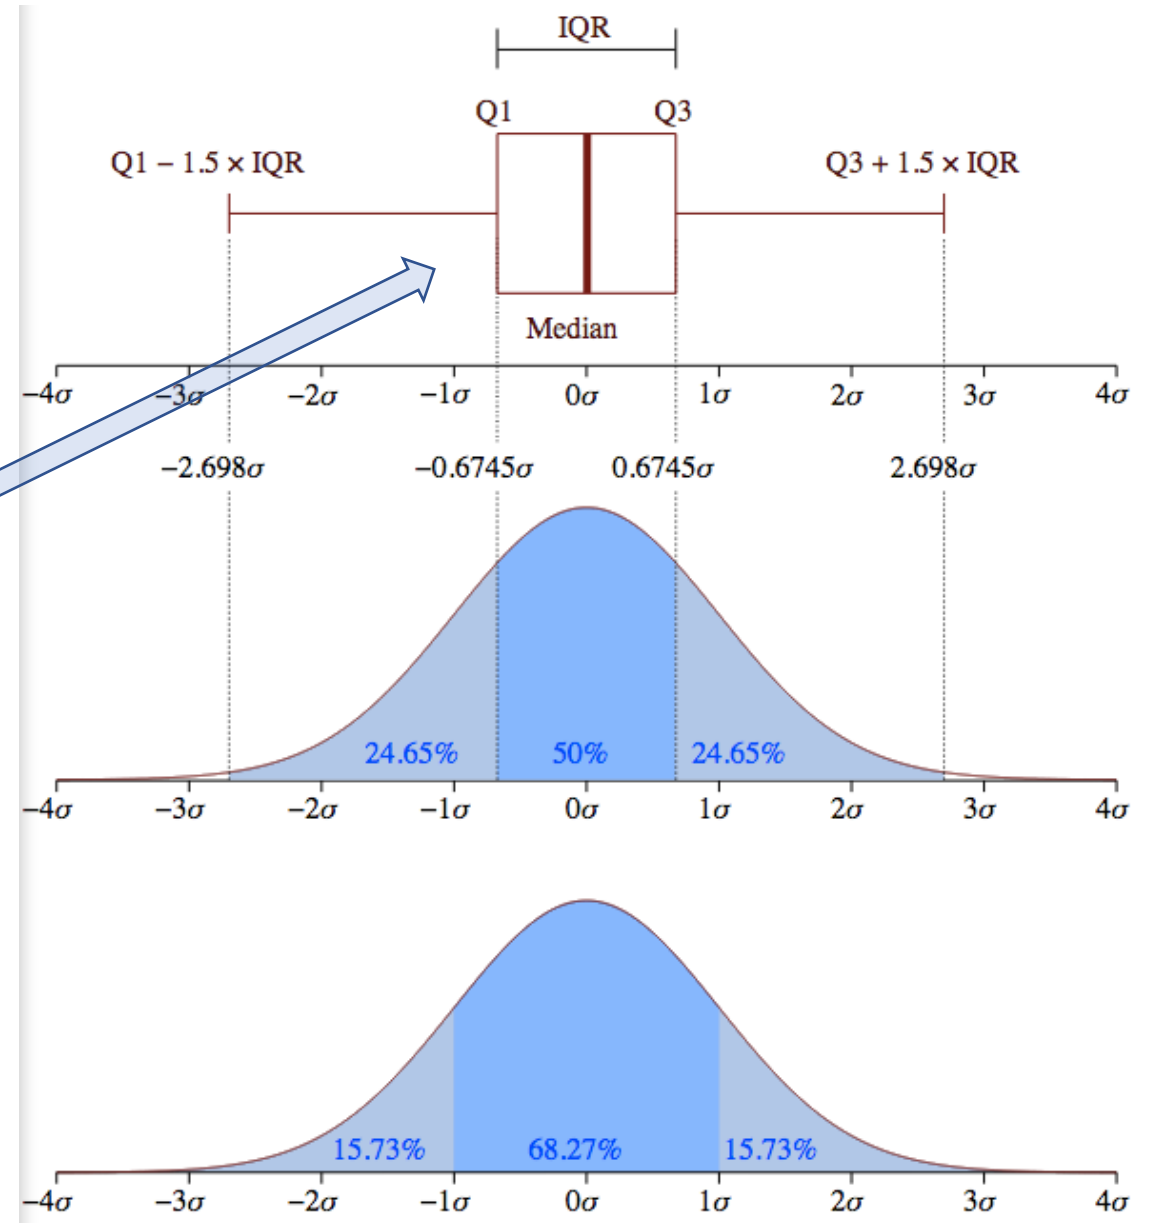 IQR
Q1 Q3
Q1 − 1.5 × IQR Q3 + 1.5 × IQR
Median
−4σ −3σ −2σ −1σ 0σ 1σ 2σ 3σ 4σ
−2.698σ −0.6745σ 0.6745σ 2.698σ
24.65% 50% 24.65%
−4σ −3σ −2σ −1σ 0σ 1σ 2σ 3σ 4σ
15.73% 68.27% 15.73%
−4σ −3σ −2σ −1σ 0σ 1σ 2σ 3σ 4σ